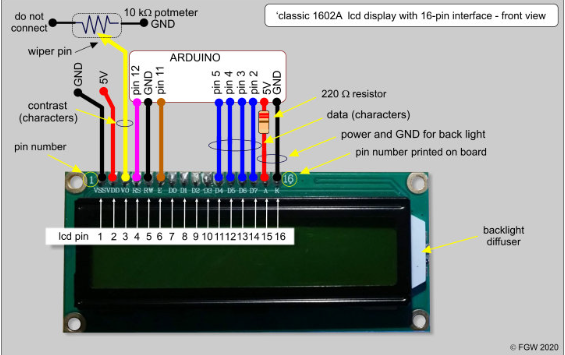 do not
connect
10 kΩ potmeter
GND
'classic 1602A lcd display with 16-pin interface - front view
wiper pin
ARDUINO
GND
5V
pin 12
GND
pin 11
pin 5
pin 4
pin 3
pin 2
5V
GND
220 Ω resistor
contrast
(characters)
data (characters)
power and GND for back light
pin number
pin number printed on board
1
16
VSS VDD VO RS RW E D0 D1 D2 D3 D4 D5 D6 D7 A K
lcd pin 1 2 3 4 5 6 7 8 9 10 11 12 13 14 15 16
backlight
diffuser
© FGW 2020